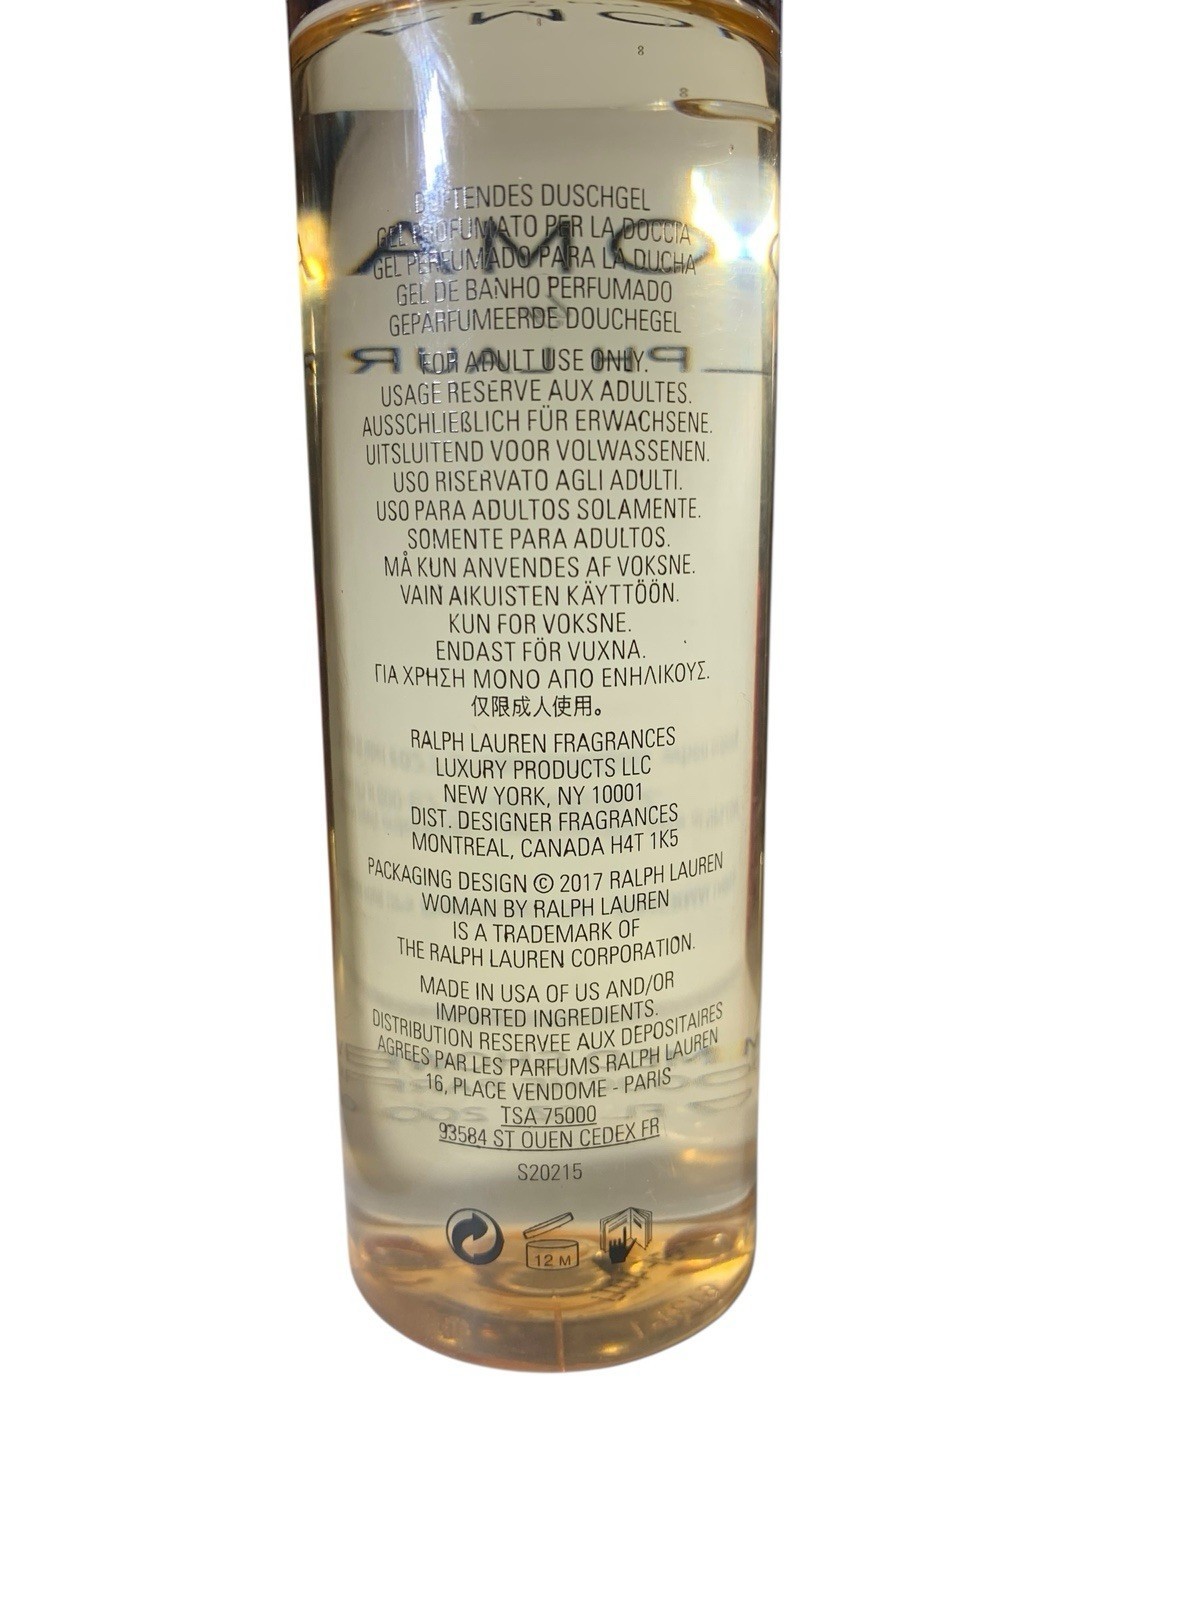 DUFTENDES DUSCHGEL
GEL PROFUMATO PER LA DOCCIA
GEL PERFUMADO PARA LA DUCHA
GEL DE BANHO PERFUMADO
GEPARFUMEERDE DOUCHEGEL
FOR ADULT USE ONLY.
USAGE RESERVE AUX ADULTES.
AUSSCHLIEßLICH FÜR ERWACHSENE.
UITSLUITEND VOOR VOLWASSENEN.
USO RISERVATO AGLI ADULTI.
USO PARA ADULTOS SOLAMENTE.
SOMENTE PARA ADULTOS.
MÅ KUN ANVENDES AF VOKSNE.
VAIN AIKUISTEN KÄYTTÖÖN.
KUN FOR VOKSNE.
ENDAST FÖR VUXNA.
ΓΙΑ ΧΡΗΣΗ ΜΟΝΟ ΑΠΟ ΕΝΗΛΙΚΟΥΣ.
仅限成人使用。
RALPH LAUREN FRAGRANCES
LUXURY PRODUCTS LLC
NEW YORK, NY 10001
DIST. DESIGNER FRAGRANCES
MONTREAL, CANADA H4T 1K5
PACKAGING DESIGN © 2017 RALPH LAUREN
WOMAN BY RALPH LAUREN
IS A TRADEMARK OF
THE RALPH LAUREN CORPORATION.
MADE IN USA OF US AND/OR
IMPORTED INGREDIENTS.
DISTRIBUTION RESERVEE AUX DEPOSITAIRES
AGREES PAR LES PARFUMS RALPH LAUREN
16, PLACE VENDOME - PARIS
TSA 75000
93584 ST OUEN CEDEX FR
S20215
12 M